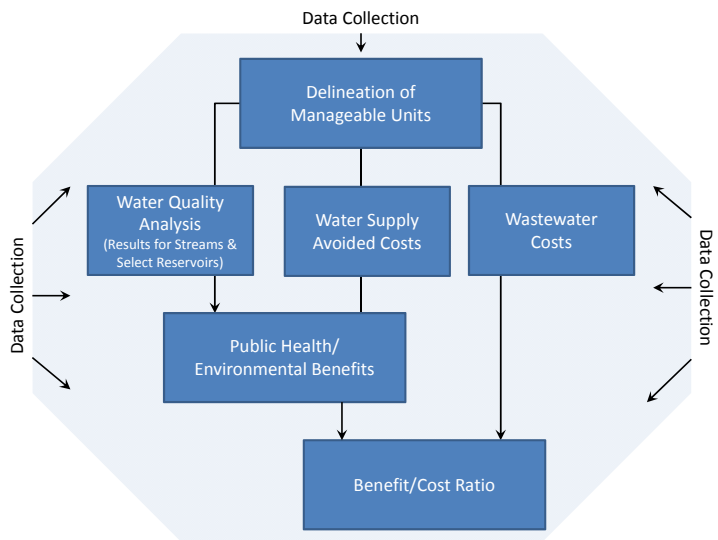 Data Collection
Delineation of
Manageable Units
Water Quality
Analysis
(Results for Streams &
Select Reservoirs)
Water Supply
Avoided Costs
Wastewater
Costs
Data Collection
Data Collection
Public Health/
Environmental Benefits
Benefit/Cost Ratio